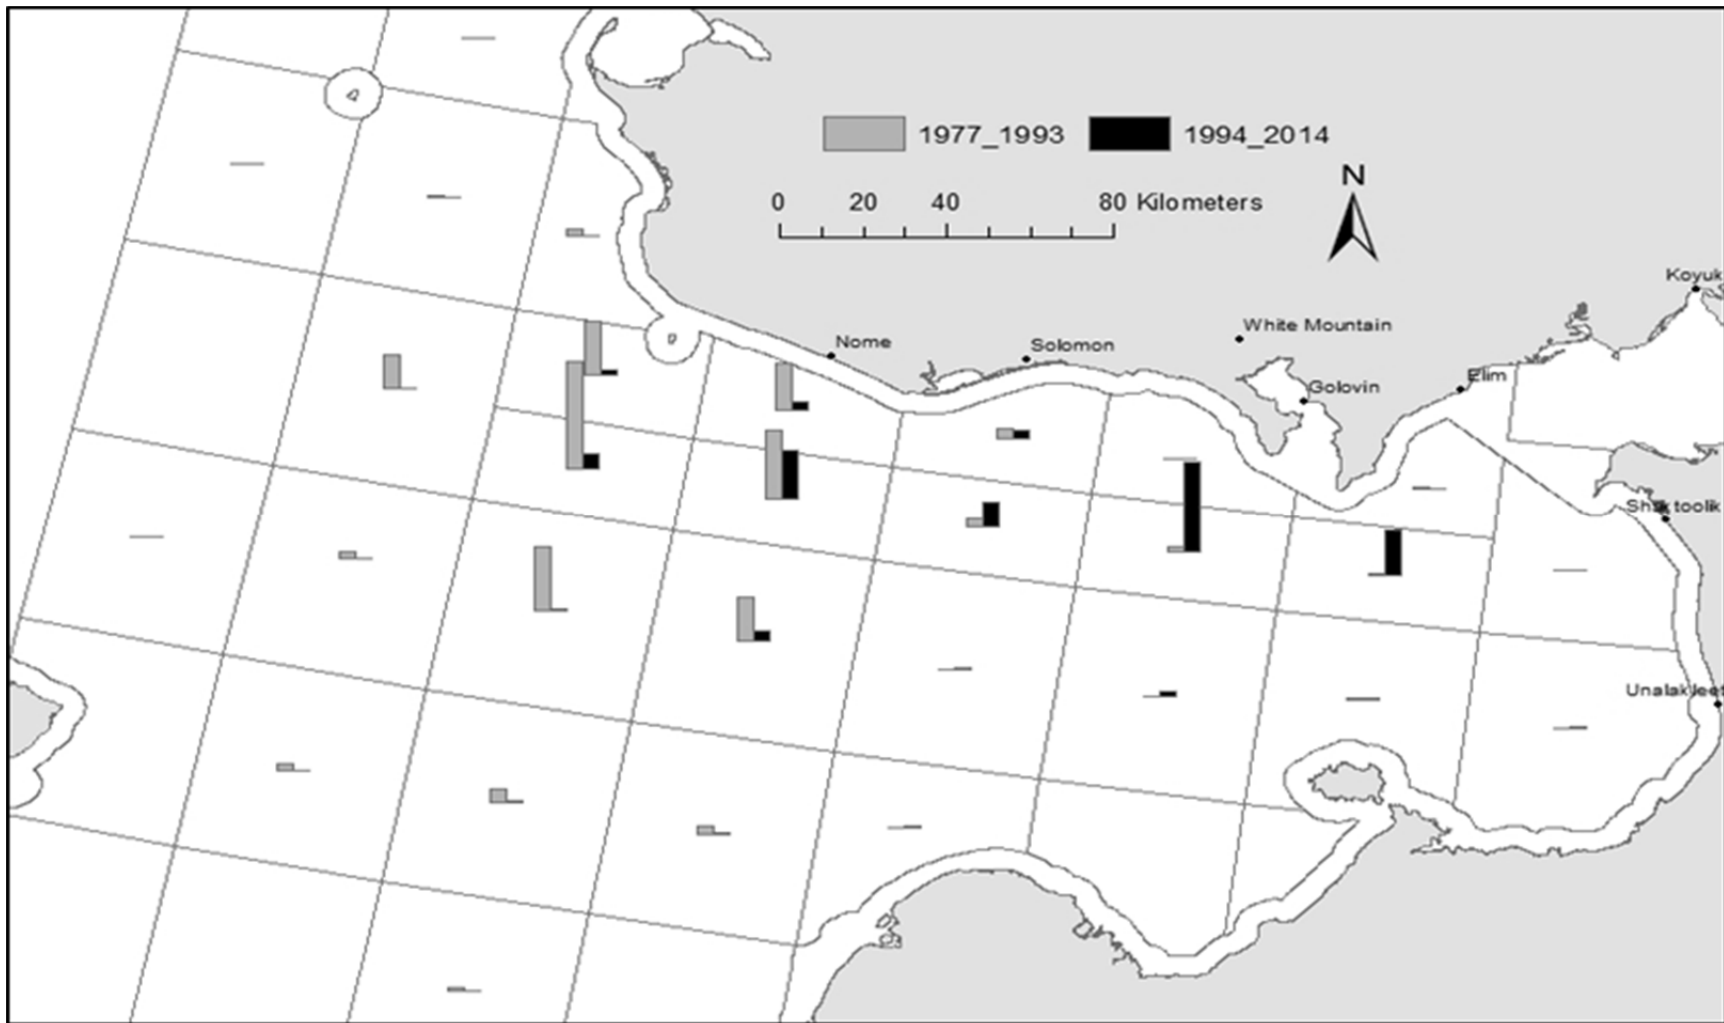 1977_1993 1994_2014
N
0 20 40 80 Kilometers
Koyuk
White Mountain
Nome
Solomon
Elim
Golovin
Shaktoolik
Unalakleet